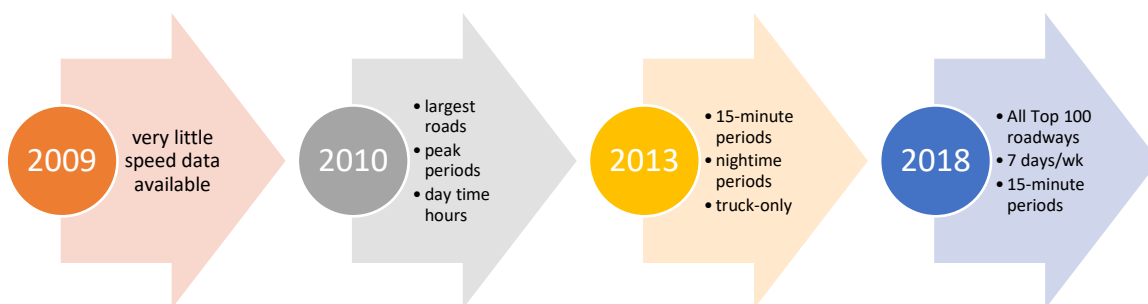 2009
very little
speed data
available
2010
• largest
roads
• peak
periods
• day time
hours
2013
• 15-minute
periods
• nightime
periods
• truck-only
2018
• All Top 100
roadways
• 7 days/wk
• 15-minute
periods